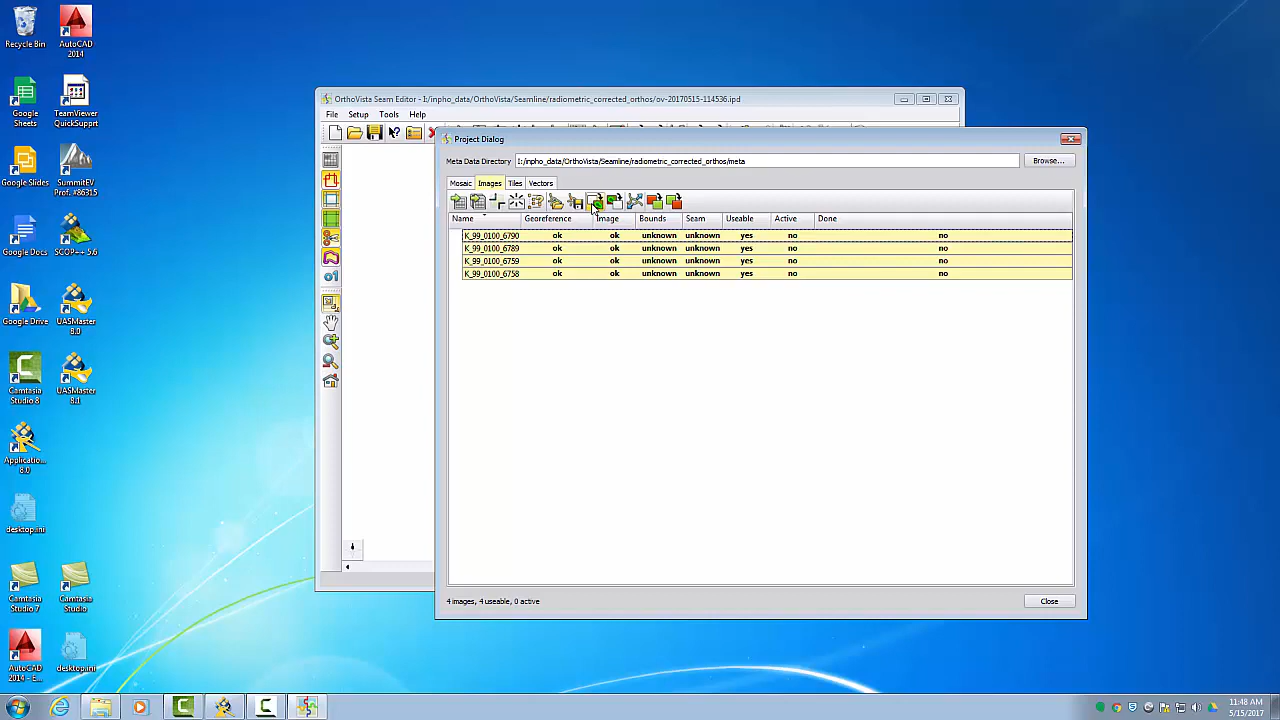 Recycle Bin
AutoCAD 2014
Google Sheets
TeamViewer QuickSupprt
Google Slides
SummitEV Prof. #86315
Google Docs
SCOP++ 5.6
Google Drive
UASMaster 8.0
Camtasia Studio 8
UASMaster 8.1
Applicatio... 8.0
desktop.ini
Camtasia Studio 7
Camtasia Studio
AutoCAD 2014 - E...
desktop.ini
OrthoVista Seam Editor - 1:/inpho_data/OrthoVista/Seamline/radiometric_corrected_orthos/ov-20170515-114536.ipd
File Setup Tools Help
Project Dialog
Meta Data Directory I:/inpho_data/OrthoVista/Seamline/radiometric_corrected_orthos/meta Browse...
Mosaic Images Tiles Vectors
Name Georeference Image Bounds Seam Useable Active Done
K_99_0100_6790 ok ok unknown unknown yes no no
K_99_0100_6789 ok ok unknown unknown yes no no
K_99_0100_6759 ok ok unknown unknown yes no no
K_99_0100_6758 ok ok unknown unknown yes no no
4 images, 4 useable, 0 active
Close
11:48 AM
5/15/2017